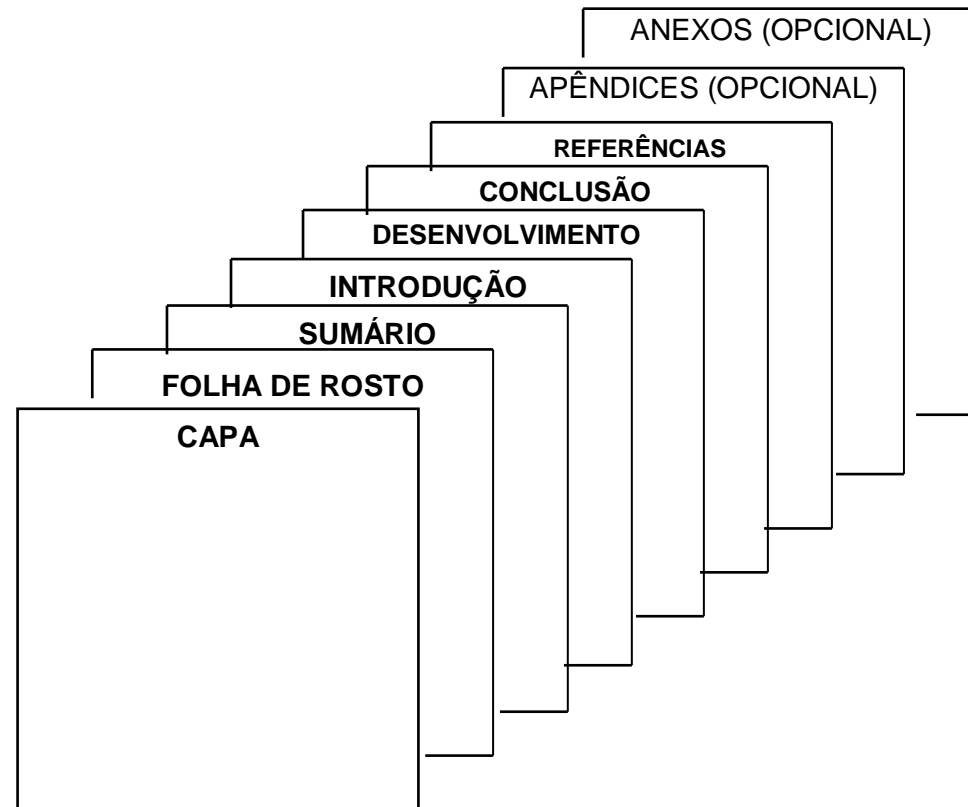 ANEXOS (OPCIONAL)
APÊNDICES (OPCIONAL)
REFERÊNCIAS
CONCLUSÃO
DESENVOLVIMENTO
INTRODUÇÃO
SUMÁRIO
FOLHA DE ROSTO
CAPA